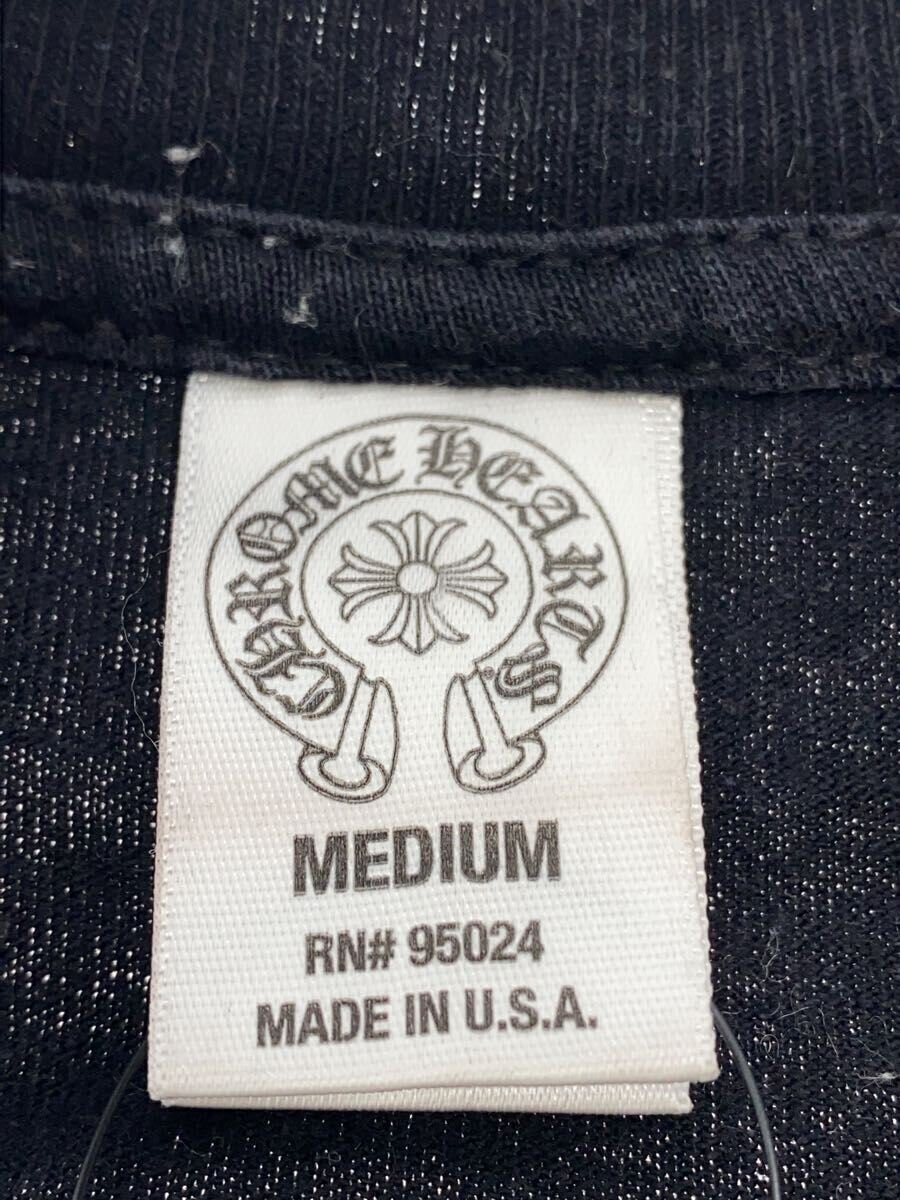 CHROME HEARTS
MEDIUM
RN# 95024
MADE IN U.S.A.